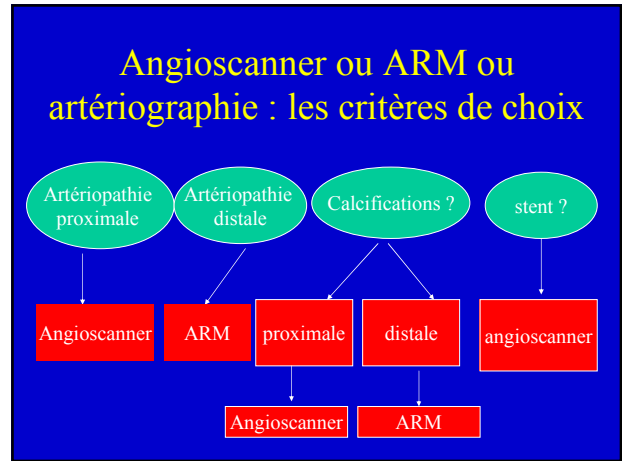 Angioscanner ou ARM ou
artériographie : les critères de choix
Artériopathie
proximale
Artériopathie
distale
Calcifications ?
stent ?
Angioscanner
ARM
proximale
distale
angioscanner
Angioscanner
ARM